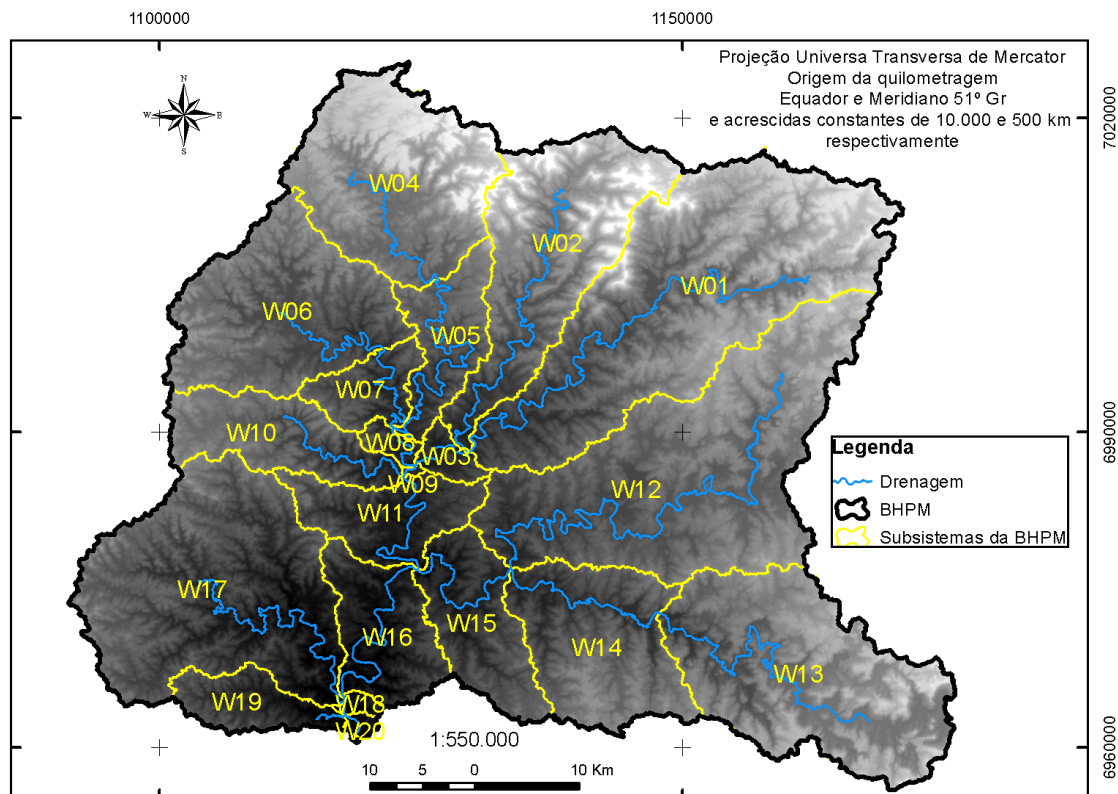 1100000
1150000
Projeção Universa Transversa de Mercator
Origem da quilometragem
Equador e Meridiano 51º Gr
e acrescidas constantes de 10.000 e 500 km
respectivamente
N
W
E
S
7020000
W04
W02
W01
W06
W05
W07
W10
W08
W03
6990000
Legenda
Drenagem
BHPM
Subsistemas da BHPM
W09
W12
W11
W17
W16
W15
W14
W13
W19
W18
W20
1:550.000
6960000
10 5 0 10 Km